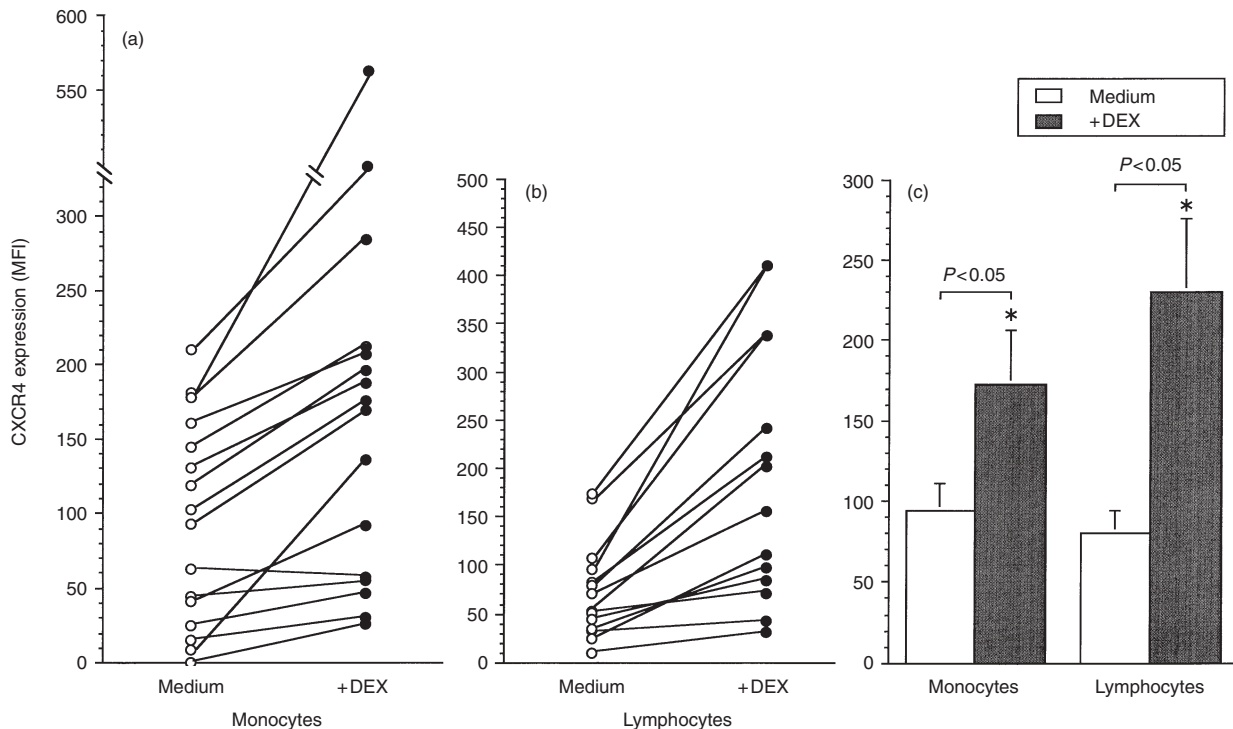 CXCR4 expression (MFI)
(a)
600
550
300
250
200
150
100
50
0
Medium
+DEX
Monocytes
(b)
500
450
400
350
300
250
200
150
100
50
0
Medium
+DEX
Lymphocytes
Medium
+DEX
(c)
300
250
200
150
100
50
0
P<0.05
*
P<0.05
*
Monocytes
Lymphocytes